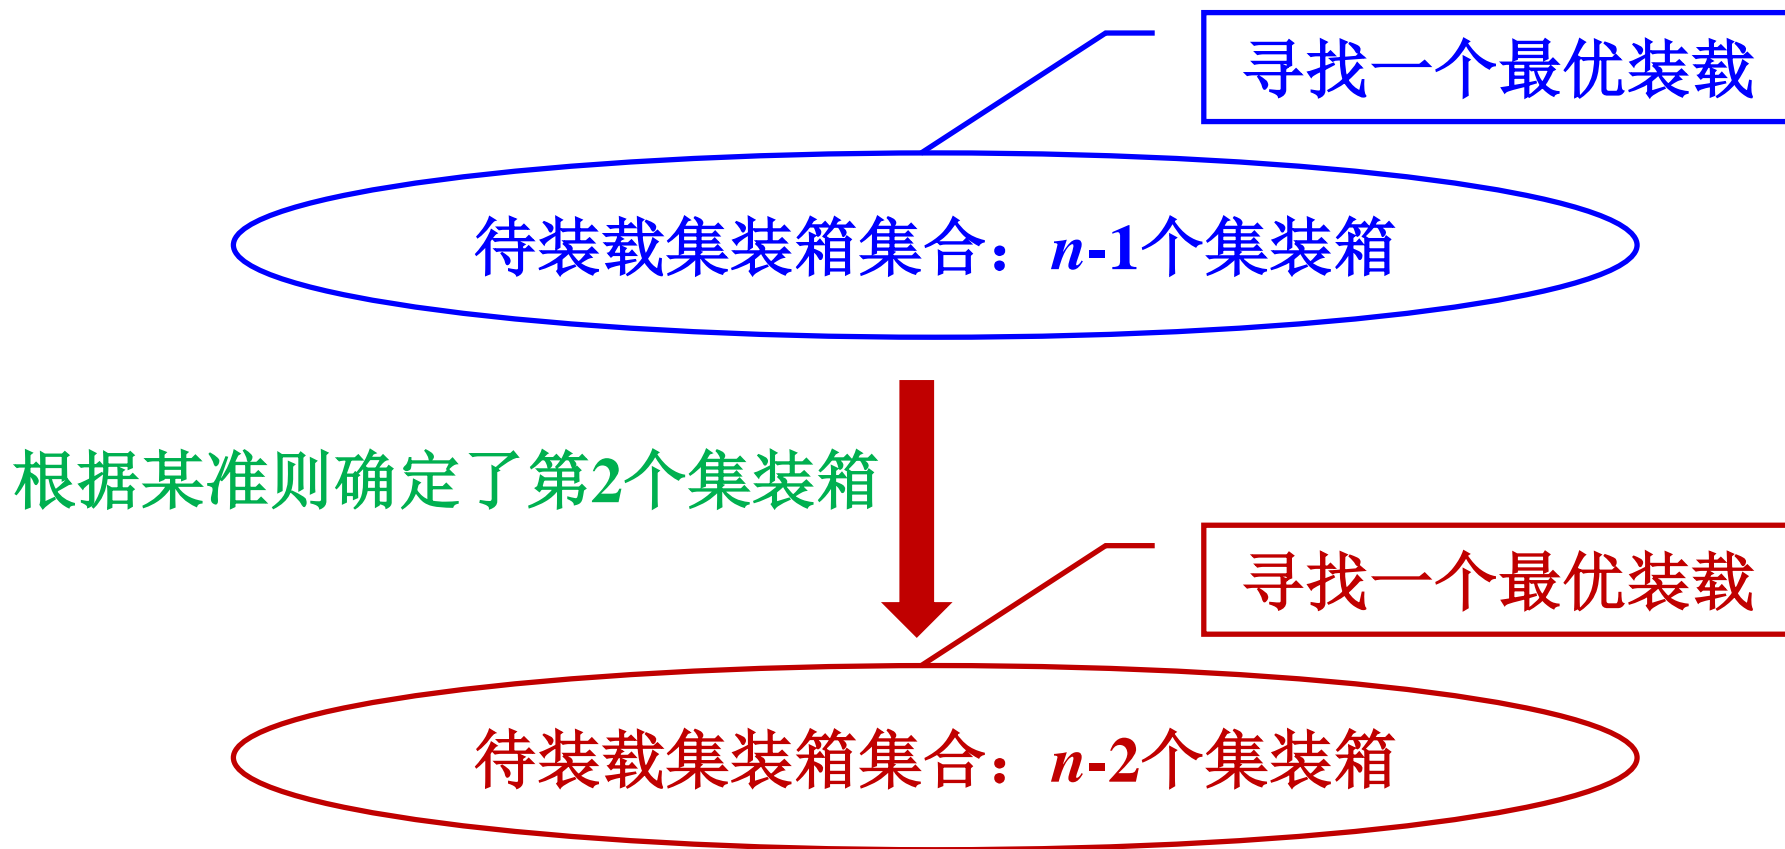 寻找一个最优装载
待装载集装箱集合：n-1个集装箱
根据某准则确定了第2个集装箱
寻找一个最优装载
待装载集装箱集合：n-2个集装箱